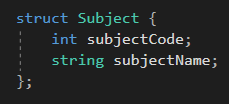 struct Subject {
    int subjectCode;
    string subjectName;
};